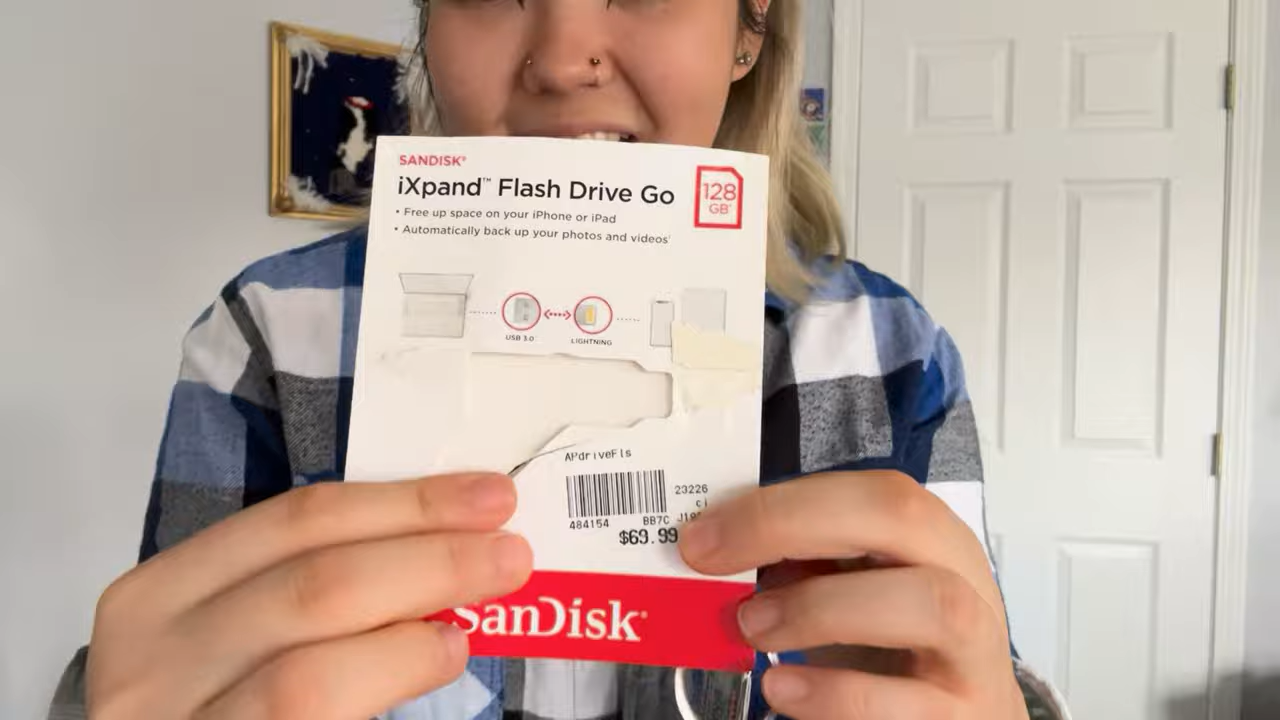 SANDISK®
iXpand™ Flash Drive Go
128
GB*
• Free up space on your iPhone or iPad
• Automatically back up your photos and videos¹
USB 3.0
LIGHTNING
APdriveFls
23226
484154 BB7C
$69.99
SanDisk®